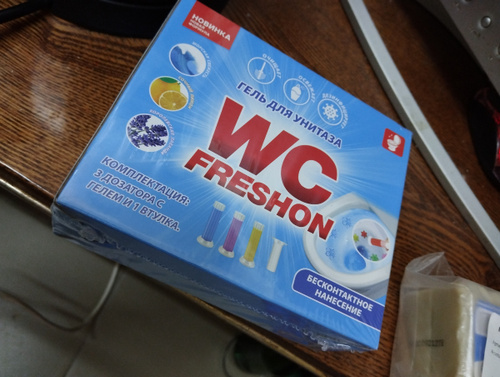 НОВИНКА
ГЕЛЬ ДЛЯ УНИТАЗА
WC
FRESHON
КОМПЛЕКТАЦИЯ:
3 ДОЗАТОРА С
ГЕЛЕМ И 1 ВТУЛКА.
БЕСКОНТАКТНОЕ
НАНЕСЕНИЕ